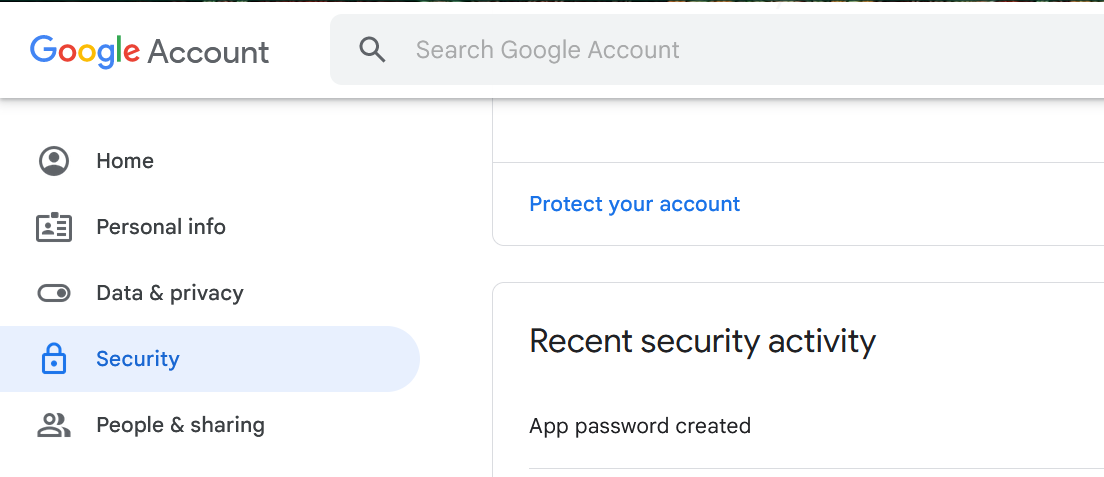 Google Account
Search Google Account
Home
Personal info
Data & privacy
Security
People & sharing
Protect your account
Recent security activity
App password created